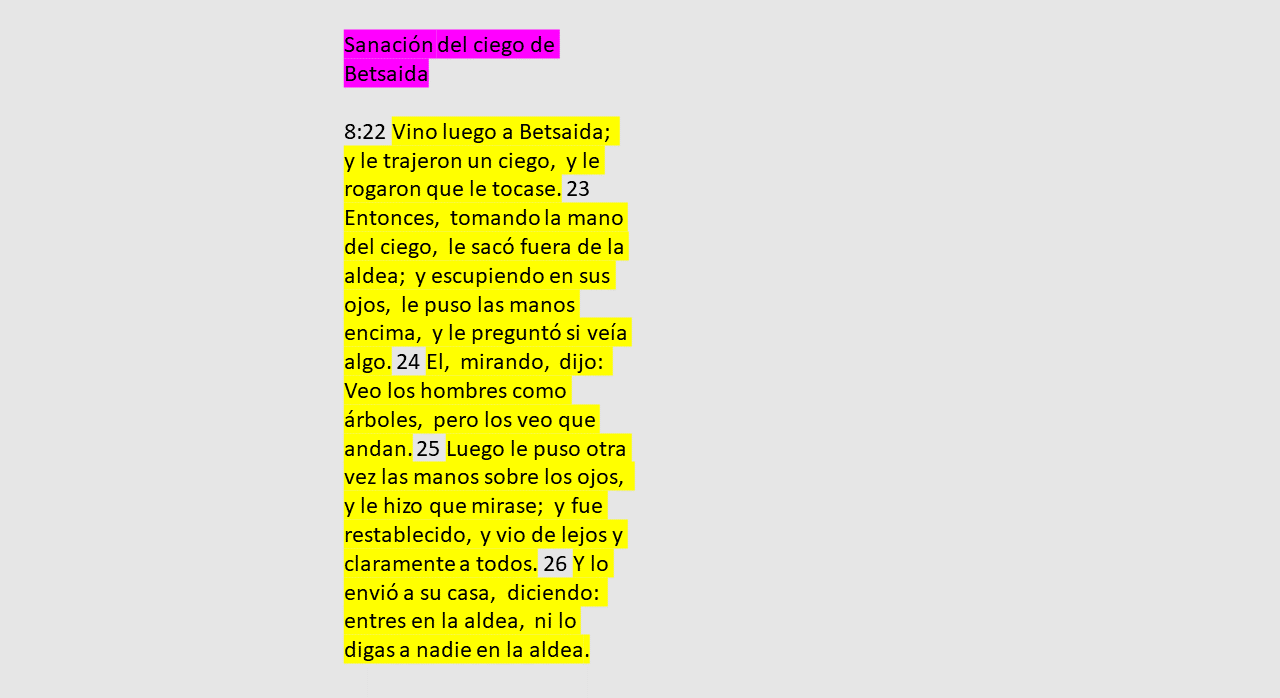 Sanación del ciego de
Betsaida
8:22 Vino luego a Betsaida;
y le trajeron un ciego, y le
rogaron que le tocase. 23
Entonces, tomando la mano
del ciego, le sacó fuera de la
aldea; y escupiendo en sus
ojos, le puso las manos
encima, y le preguntó si veía
algo. 24 El, mirando, dijo:
Veo los hombres como
árboles, pero los veo que
andan. 25 Luego le puso otra
vez las manos sobre los ojos,
y le hizo que mirase; y fue
restablecido, y vio de lejos y
claramente a todos. 26 Y lo
envió a su casa, diciendo:
entres en la aldea, ni lo
digas a nadie en la aldea.